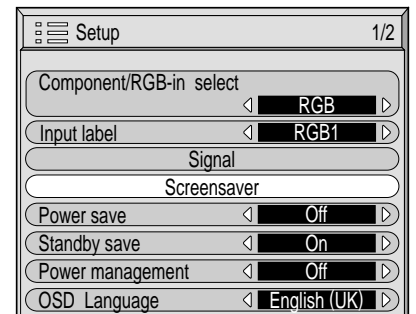 Setup 1/2
Component/RGB-in select
RGB
Input label RGB1
Signal
Screensaver
Power save Off
Standby save On
Power management Off
OSD Language English (UK)